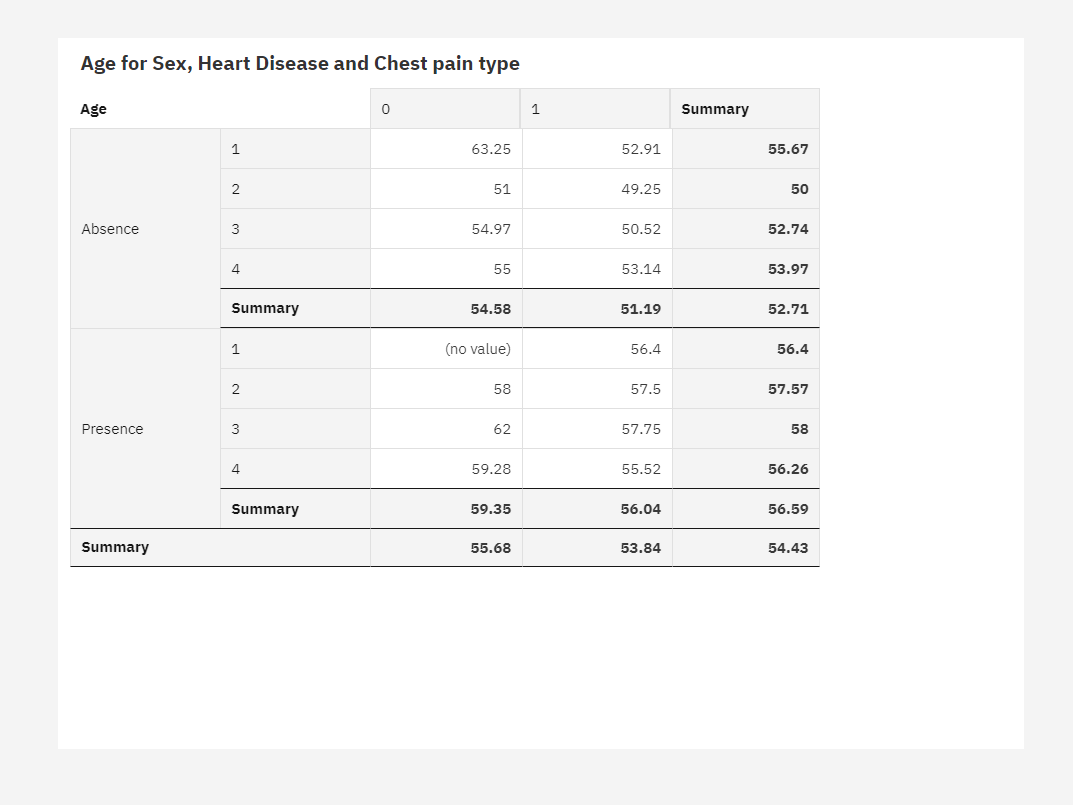 Age for Sex, Heart Disease and Chest pain type
Age 0 1 Summary
1 63.25 52.91 55.67
2 51 49.25 50
Absence 3 54.97 50.52 52.74
4 55 53.14 53.97
Summary 54.58 51.19 52.71
1 (no value) 56.4 56.4
2 58 57.5 57.57
Presence 3 62 57.75 58
4 59.28 55.52 56.26
Summary 59.35 56.04 56.59
Summary 55.68 53.84 54.43